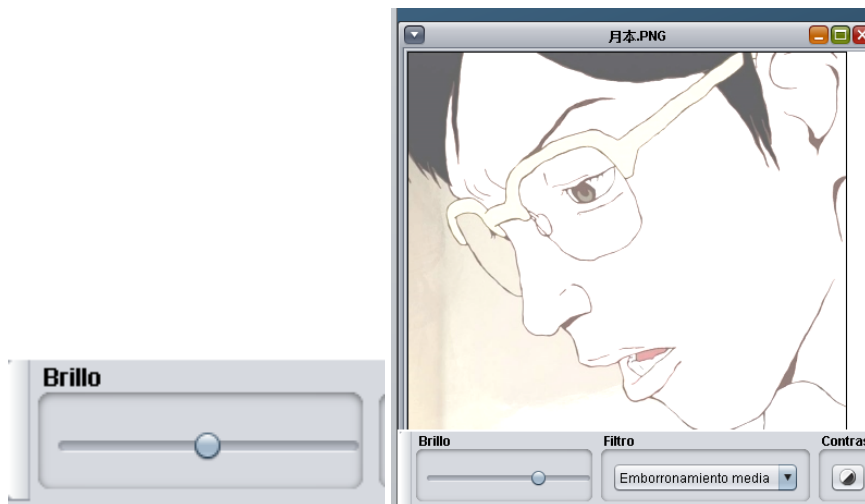 Brillo
月本.PNG
Brillo
Filtro
Contras
Emborronamiento media